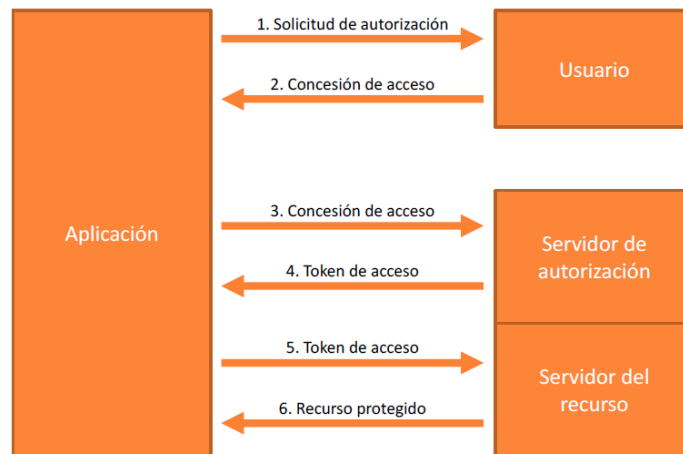 1. Solicitud de autorización
Usuario
2. Concesión de acceso
Aplicación
3. Concesión de acceso
Servidor de
autorización
4. Token de acceso
5. Token de acceso
Servidor del
recurso
6. Recurso protegido